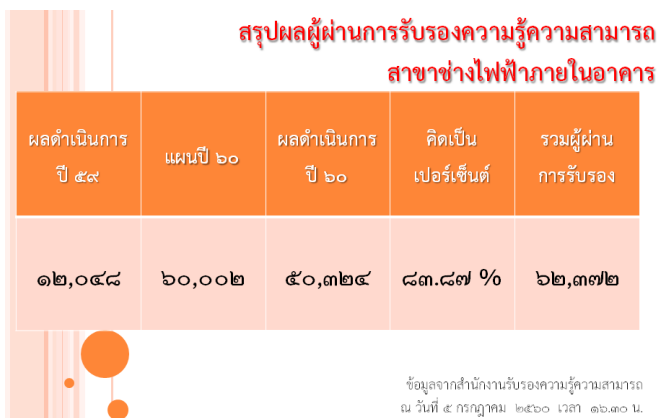 สรุปผลผู้ผ่านการรับรองความรู้ความสามารถ
สาขาช่างไฟฟ้าภายในอาคาร
ผลดำเนินการ
ปี ๕๙
แผนปี ๖๐
ผลดำเนินการ
ปี ๖๐
คิดเป็น
เปอร์เซ็นต์
รวมผู้ผ่าน
การรับรอง
๑๒,๐๔๘
๖๐,๐๐๒
๕๐,๓๒๔
๘๓.๘๗ %
๖๒,๓๗๒
ข้อมูลจากสำนักงานรับรองความรู้ความสามารถ
ณ วันที่ ๕ กรกฎาคม ๒๕๖๐ เวลา ๑๖.๓๐ น.